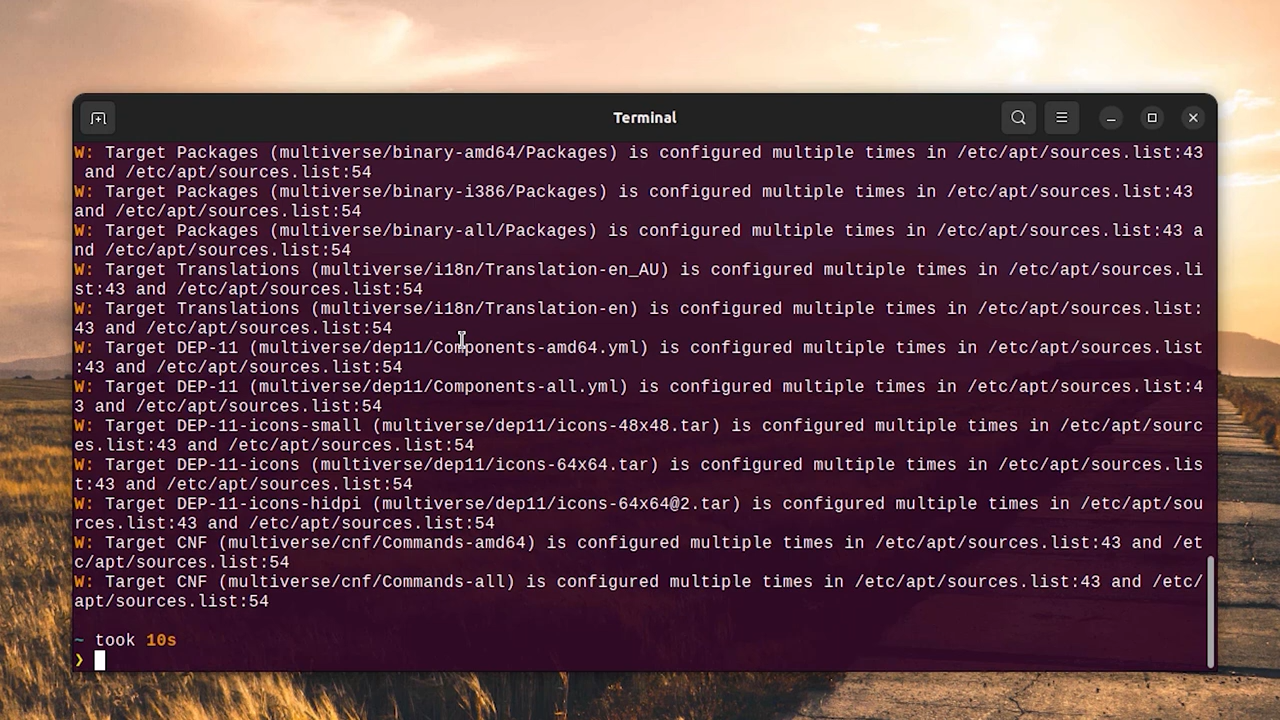 Terminal
W: Target Packages (multiverse/binary-amd64/Packages) is configured multiple times in /etc/apt/sources.list:43
and /etc/apt/sources.list:54
W: Target Packages (multiverse/binary-i386/Packages) is configured multiple times in /etc/apt/sources.list:43
and /etc/apt/sources.list:54
W: Target Packages (multiverse/binary-all/Packages) is configured multiple times in /etc/apt/sources.list:43 a
nd /etc/apt/sources.list:54
W: Target Translations (multiverse/i18n/Translation-en_AU) is configured multiple times in /etc/apt/sources.li
st:43 and /etc/apt/sources.list:54
W: Target Translations (multiverse/i18n/Translation-en) is configured multiple times in /etc/apt/sources.list:
43 and /etc/apt/sources.list:54
W: Target DEP-11 (multiverse/dep11/Components-amd64.yml) is configured multiple times in /etc/apt/sources.list
:43 and /etc/apt/sources.list:54
W: Target DEP-11 (multiverse/dep11/Components-all.yml) is configured multiple times in /etc/apt/sources.list:4
3 and /etc/apt/sources.list:54
W: Target DEP-11-icons-small (multiverse/dep11/icons-48x48.tar) is configured multiple times in /etc/apt/sourc
es.list:43 and /etc/apt/sources.list:54
W: Target DEP-11-icons (multiverse/dep11/icons-64x64.tar) is configured multiple times in /etc/apt/sources.lis
t:43 and /etc/apt/sources.list:54
W: Target DEP-11-icons-hidpi (multiverse/dep11/icons-64x64@2.tar) is configured multiple times in /etc/apt/sou
rces.list:43 and /etc/apt/sources.list:54
W: Target CNF (multiverse/cnf/Commands-amd64) is configured multiple times in /etc/apt/sources.list:43 and /et
c/apt/sources.list:54
W: Target CNF (multiverse/cnf/Commands-all) is configured multiple times in /etc/apt/sources.list:43 and /etc/
apt/sources.list:54
~ took 10s
❯